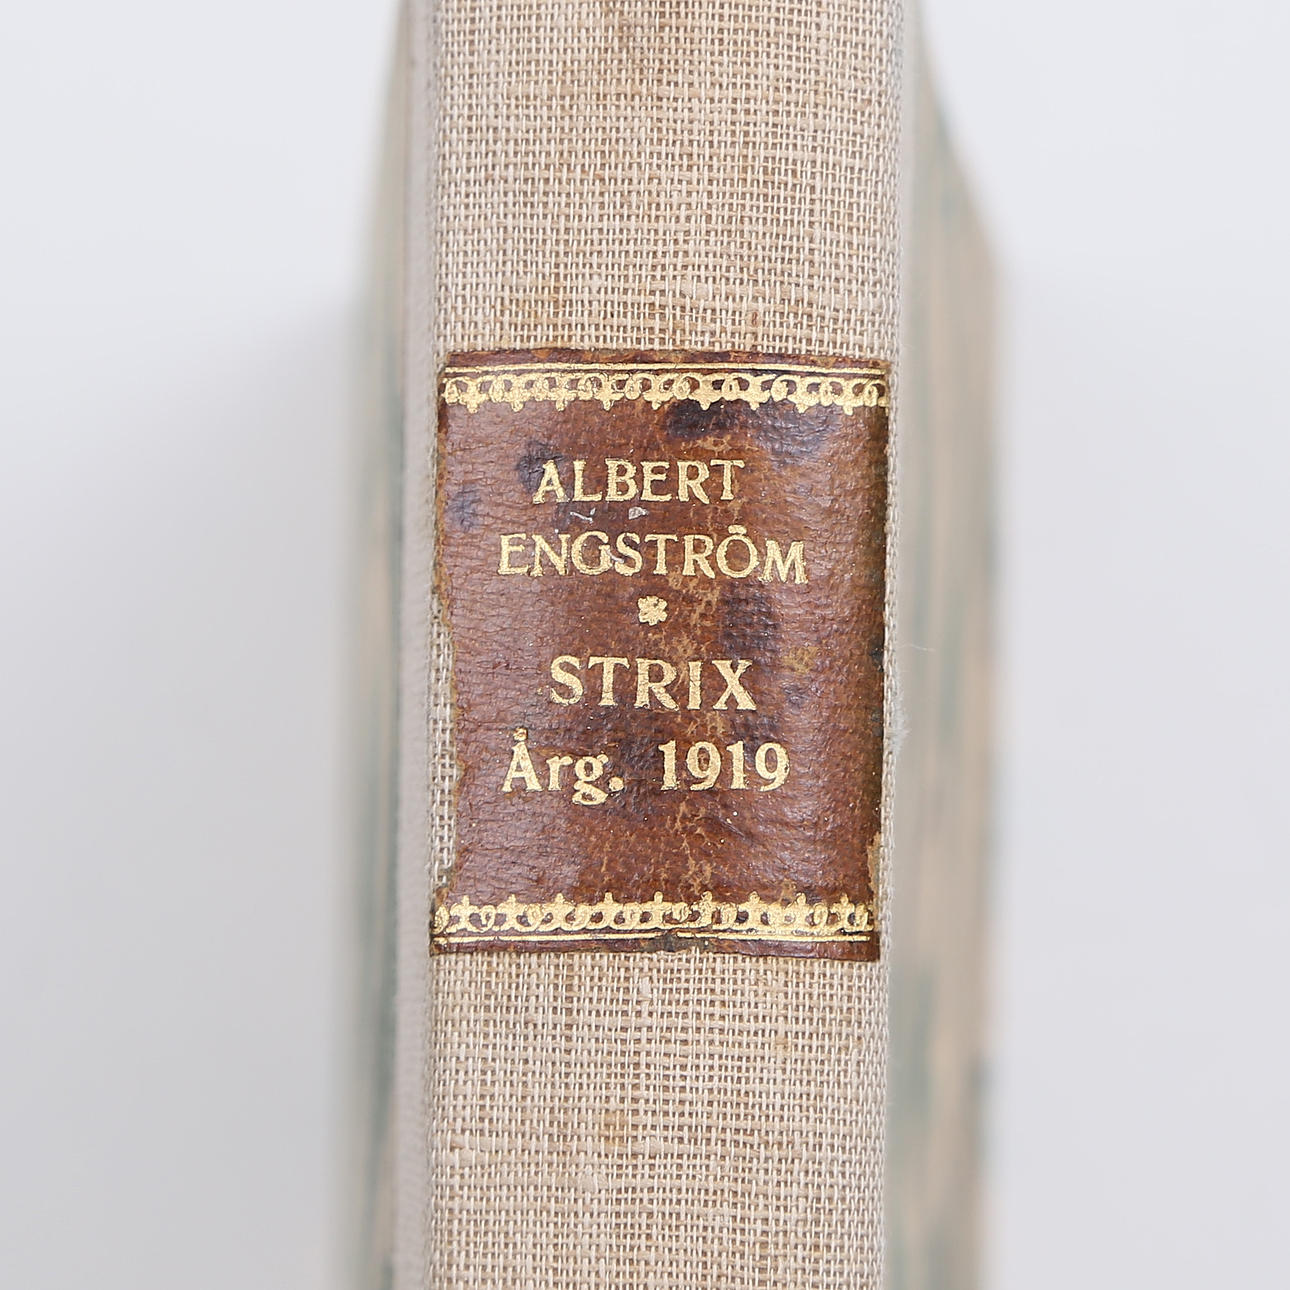 ALBERT
ENGSTRÖM
STRIX
Årg. 1919